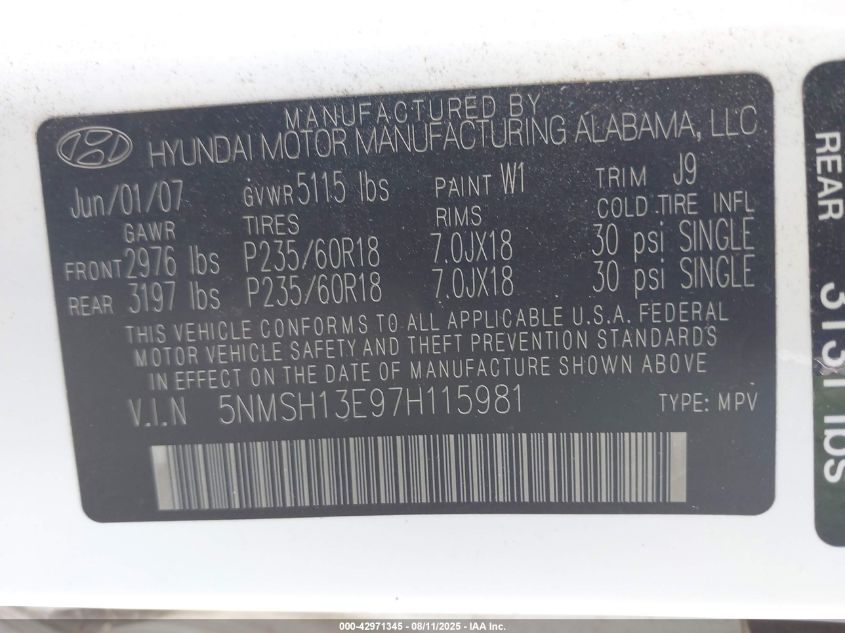 MANUFACTURED BY
HYUNDAI MOTOR MANUFACTURING ALABAMA, LLC
Jun/01/07 GVWR 5115 lbs PAINT W1 TRIM J9
GAWR TIRES RIMS COLD TIRE INFL
FRONT 2976 lbs P235/60R18 7.0JX18 30 psi SINGLE
REAR 3197 lbs P235/60R18 7.0JX18 30 psi SINGLE
THIS VEHICLE CONFORMS TO ALL APPLICABLE U.S.A. FEDERAL
MOTOR VEHICLE SAFETY AND THEFT PREVENTION STANDARDS
IN EFFECT ON THE DATE OF MANUFACTURE SHOWN ABOVE
V.I.N 5NMSH13E97H115981 TYPE: MPV
REAR 3131 lbs
000-42971345 - 08/11/2025 - IAA Inc.